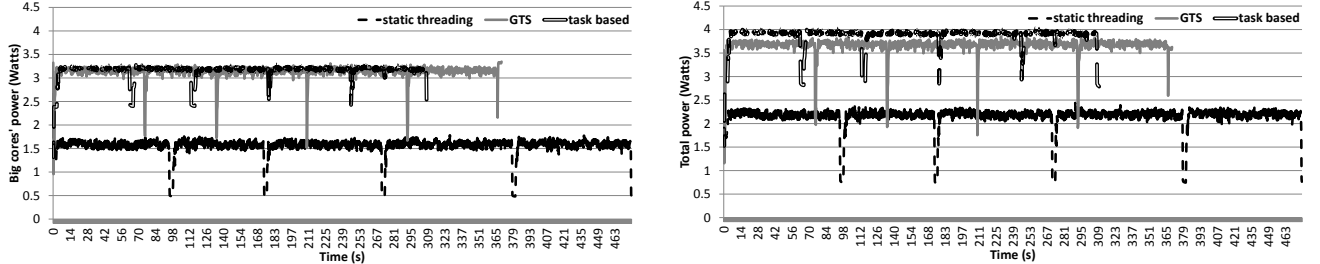 4.5
4
3.5
3
2.5
2
1.5
1
0.5
0
Big cores' power (Watts)
static threading GTS task based
0 14 28 42 56 70 84 98 112 126 140 154 168 183 197 211 225 239 253 267 281 295 309 323 337 351 365 379 393 407 421 435 449 463
Time (s)
4.5
4
3.5
3
2.5
2
1.5
1
0.5
0
Total power (Watts)
static threading GTS task based
0 14 28 42 56 70 84 98 112 126 140 154 168 183 197 211 225 239 253 267 281 295 309 323 337 351 365 379 393 407 421 435 449 463
Time (s)